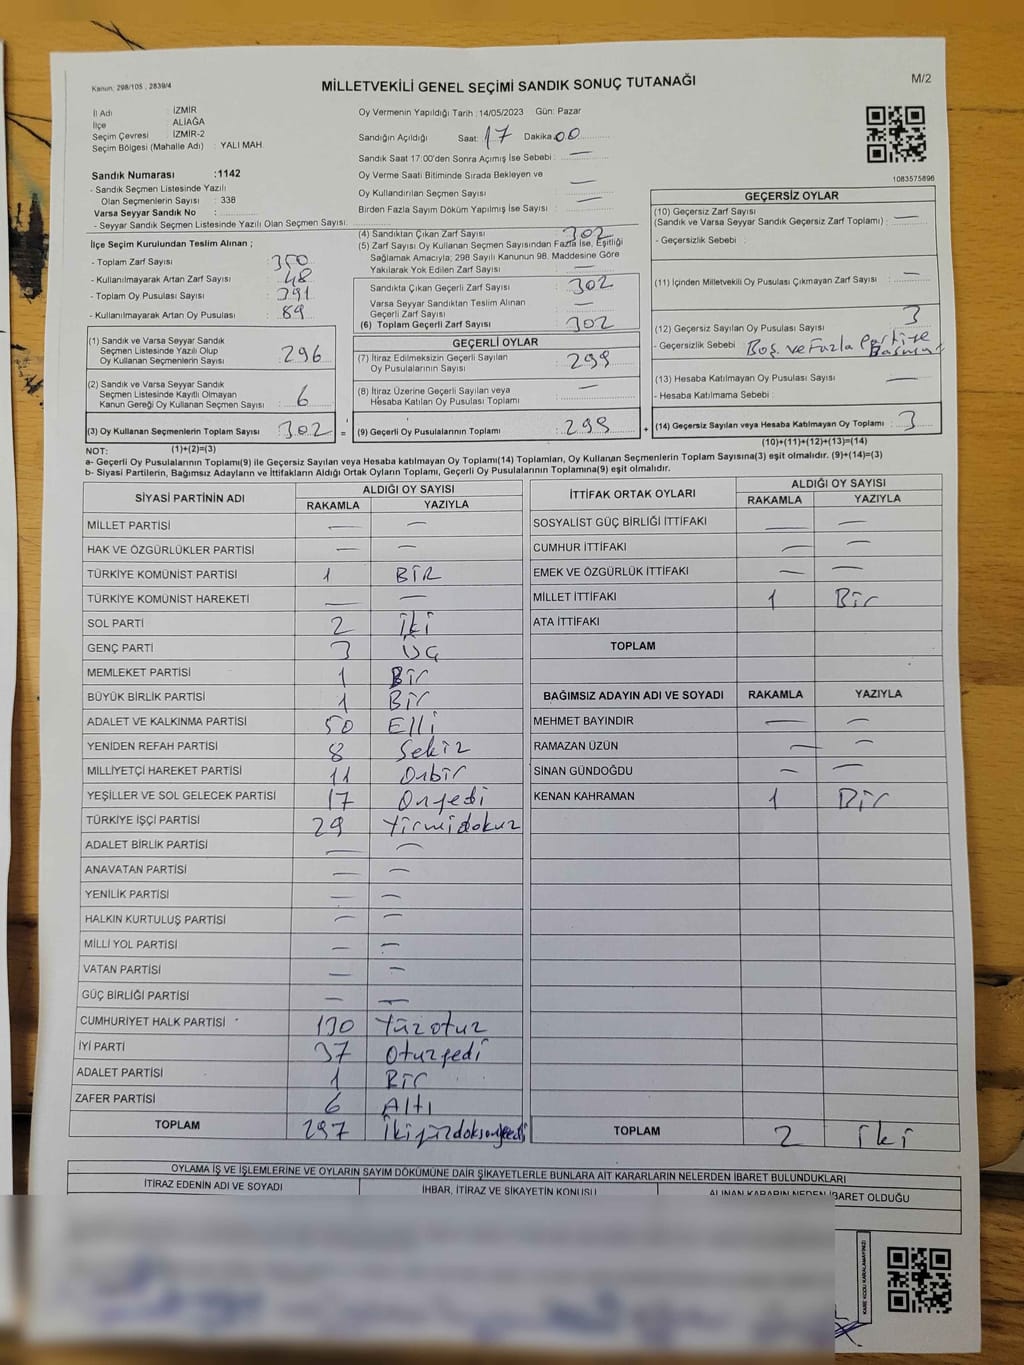 Kanun, 298/105 , 2839/4
MİLLETVEKİLİ GENEL SEÇİMİ SANDIK SONUÇ TUTANAĞI
M/2
İl Adı : İZMİR
İlçe : ALİAĞA
Seçim Çevresi : İZMİR-2
Seçim Bölgesi (Mahalle Adı) : YALI MAH.
Sandık Numarası :1142
- Sandık Seçmen Listesinde Yazılı
Olan Seçmenlerin Sayısı : 338
Varsa Seyyar Sandık No :
- Seyyar Sandık Seçmen Listesinde Yazılı Olan Seçmen Sayısı:
İlçe Seçim Kurulundan Teslim Alınan ;
- Toplam Zarf Sayısı : 350
- Kullanılmayarak Artan Zarf Sayısı : 48
- Toplam Oy Pusulası Sayısı : 391
- Kullanılmayarak Artan Oy Pusulası : 89
Oy Vermenin Yapıldığı Tarih : 14/05/2023 Gün: Pazar
Sandığın Açıldığı Saat: 17 Dakika: 00
Sandık Saat 17:00'den Sonra Açımış İse Sebebi : —
Oy Verme Saati Bitiminde Sırada Bekleyen ve
Oy Kullandırılan Seçmen Sayısı : —
Birden Fazla Sayım Döküm Yapılmış İse Sayısı : —
(4) Sandıktan Çıkan Zarf Sayısı : 302
(5) Zarf Sayısı Oy Kullanan Seçmen Sayısından Fazla İse, Eşitliği
Sağlamak Amacıyla; 298 Sayılı Kanunun 98. Maddesine Göre
Yakılarak Yok Edilen Zarf Sayısı : —
Sandıkta Çıkan Geçerli Zarf Sayısı : 302
Varsa Seyyar Sandıktan Teslim Alınan
Geçerli Zarf Sayısı : —
(6) Toplam Geçerli Zarf Sayısı : 302
1083575896
GEÇERSİZ OYLAR
(10) Geçersiz Zarf Sayısı
(Sandık ve Varsa Seyyar Sandık Geçersiz Zarf Toplamı) : —
- Geçersizlik Sebebi :
(11) İçinden Milletvekili Oy Pusulası Çıkmayan Zarf Sayısı : —
(12) Geçersiz Sayılan Oy Pusulası Sayısı : 3
- Geçersizlik Sebebi : Boş. ve Fazla Partiye
(13) Hesaba Katılmayan Oy Pusulası Sayısı : —
- Hesaba Katılmama Sebebi :
(14) Geçersiz Sayılan veya Hesaba Katılmayan Oy Toplamı : 3
(10)+(11)+(12)+(13)=(14)
(1) Sandık ve Varsa Seyyar Sandık
Seçmen Listesinde Yazılı Olup
Oy Kullanan Seçmenlerin Sayısı : 296
(2) Sandık ve Varsa Seyyar Sandık
Seçmen Listesinde Kayıtlı Olmayan
Kanun Gereği Oy Kullanan Seçmen Sayısı : 6
(3) Oy Kullanan Seçmenlerin Toplam Sayısı : 302 =
GEÇERLİ OYLAR
(7) İtiraz Edilmeksizin Geçerli Sayılan
Oy Pusulalarının Sayısı : 299
(8) İtiraz Üzerine Geçerli Sayılan veya
Hesaba Katılan Oy Pusulası Toplamı : —
(9) Geçerli Oy Pusulalarının Toplamı : 299 +
NOT: (1)+(2)=(3)
a- Geçerli Oy Pusulalarının Toplamı(9) ile Geçersiz Sayılan veya Hesaba Katılmayan Oy Toplamı(14) Toplamları, Oy Kullanan Seçmenlerin Toplam Sayısına(3) eşit olmalıdır. (9)+(14)=(3)
b- Siyasi Partilerin, Bağımsız Adayların ve İttifakların Aldığı Ortak Oyların Toplamı, Geçerli Oy Pusulalarının Toplamına(9) eşit olmalıdır.
SİYASİ PARTİNİN ADI ALDIĞI OY SAYISI
RAKAMLA YAZIYLA
MİLLET PARTİSİ — —
HAK VE ÖZGÜRLÜKLER PARTİSİ — —
TÜRKİYE KOMÜNİST PARTİSİ 1 BİR
TÜRKİYE KOMÜNİST HAREKETİ — —
SOL PARTİ 2 İki
GENÇ PARTİ 3 Üç
MEMLEKET PARTİSİ 1 Bir
BÜYÜK BİRLİK PARTİSİ 1 Bir
ADALET VE KALKINMA PARTİSİ 50 Elli
YENİDEN REFAH PARTİSİ 8 Sekiz
MİLLİYETÇİ HAREKET PARTİSİ 11 Onbir
YEŞİLLER VE SOL GELECEK PARTİSİ 17 Onyedi
TÜRKİYE İŞÇİ PARTİSİ 29 Yirmidokuz
ADALET BİRLİK PARTİSİ — —
ANAVATAN PARTİSİ — —
YENİLİK PARTİSİ — —
HALKIN KURTULUŞ PARTİSİ — —
MİLLİ YOL PARTİSİ — —
VATAN PARTİSİ — —
GÜÇ BİRLİĞİ PARTİSİ — —
CUMHURİYET HALK PARTİSİ 130 Yüzotuz
İYİ PARTİ 37 Otuzyedi
ADALET PARTİSİ 1 Bir
ZAFER PARTİSİ 6 Altı
TOPLAM 297 İkiyüzdoksanyedi
İTTİFAK ORTAK OYLARI ALDIĞI OY SAYISI
RAKAMLA YAZIYLA
SOSYALİST GÜÇ BİRLİĞİ İTTİFAKI — —
CUMHUR İTTİFAKI — —
EMEK VE ÖZGÜRLÜK İTTİFAKI — —
MİLLET İTTİFAKI 1 Bir
ATA İTTİFAKI
TOPLAM
BAĞIMSIZ ADAYIN ADI VE SOYADI RAKAMLA YAZIYLA
MEHMET BAYINDIR — —
RAMAZAN ÜZÜN — —
SİNAN GÜNDOĞDU — —
KENAN KAHRAMAN 1 Bir
TOPLAM 2 iki
OYLAMA İŞ VE İŞLEMLERİNE VE OYLARIN SAYIM DÖKÜMÜNE DAİR ŞİKAYETLERLE BUNLARA AİT KARARLARIN NELERDEN İBARET BULUNDUKLARI
İTİRAZ EDENİN ADI VE SOYADI
İHBAR, İTİRAZ VE ŞİKAYETİN KONUSU
ALINAN KARARIN NEDEN İBARET OLDUĞU
KARE KODU KARALAMAYINIZ!